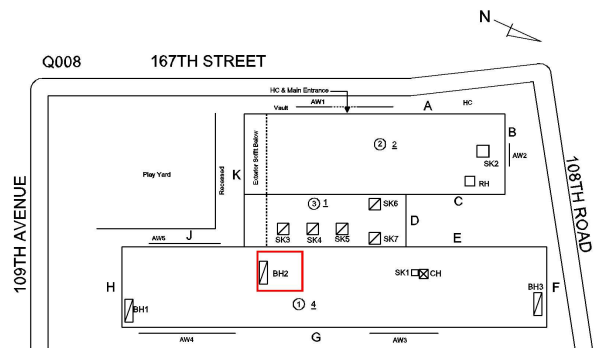 N
Q008 167TH STREET
HC & Main Entrance
Vault AW1 A HC
B
② 2
SK2 AW2
Exterior Soffit Below
K
Play Yard
RH
C
③ 1 SK6
D
SK3 SK4 SK5 SK7
J
AW5
E
109TH AVENUE
108TH ROAD
BH2
SK1 CH
H
BH1
BH3
F
① 4
AW4 G AW3